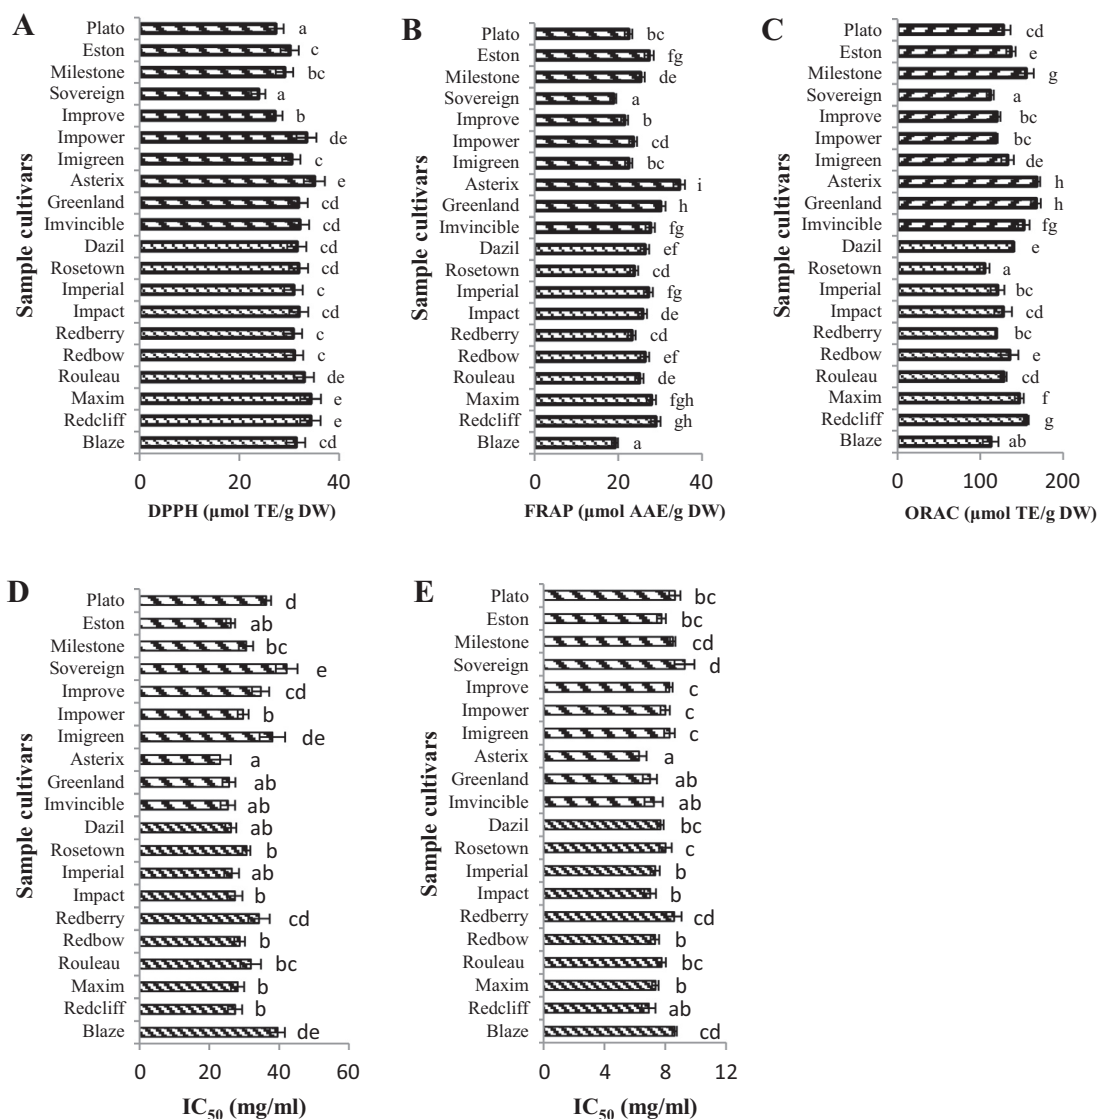 A
Sample cultivars
Plato a
Eston c
Milestone bc
Sovereign a
Improve b
Impower de
Imigreen c
Asterix e
Greenland cd
Imvincible cd
Dazil cd
Rosetown cd
Imperial c
Impact cd
Redberry c
Redbow c
Rouleau de
Maxim e
Redcliff e
Blaze cd
0 20 40
DPPH (µmol TE/g DW)
B
Sample cultivars
Plato bc
Eston fg
Milestone de
Sovereign a
Improve b
Impower cd
Imigreen bc
Asterix i
Greenland h
Imvincible fg
Dazil ef
Rosetown cd
Imperial fg
Impact de
Redberry cd
Redbow ef
Rouleau de
Maxim fgh
Redcliff gh
Blaze a
0 20 40
FRAP (µmol AAE/g DW)
C
Sample cultivars
Plato cd
Eston e
Milestone g
Sovereign a
Improve bc
Impower bc
Imigreen de
Asterix h
Greenland h
Imvincible fg
Dazil e
Rosetown a
Imperial bc
Impact cd
Redberry bc
Redbow e
Rouleau cd
Maxim f
Redcliff g
Blaze ab
0 100 200
ORAC (µmol TE/g DW)
D
Sample cultivars
Plato d
Eston ab
Milestone bc
Sovereign e
Improve cd
Impower b
Imigreen de
Asterix a
Greenland ab
Imvincible ab
Dazil ab
Rosetown b
Imperial ab
Impact b
Redberry cd
Redbow b
Rouleau bc
Maxim b
Redcliff b
Blaze de
0 20 40 60
IC50 (mg/ml)
E
Sample cultivars
Plato bc
Eston bc
Milestone cd
Sovereign d
Improve c
Impower c
Imigreen c
Asterix a
Greenland ab
Imvincible ab
Dazil bc
Rosetown c
Imperial b
Impact b
Redberry cd
Redbow b
Rouleau bc
Maxim b
Redcliff ab
Blaze cd
0 4 8 12
IC50 (mg/ml)